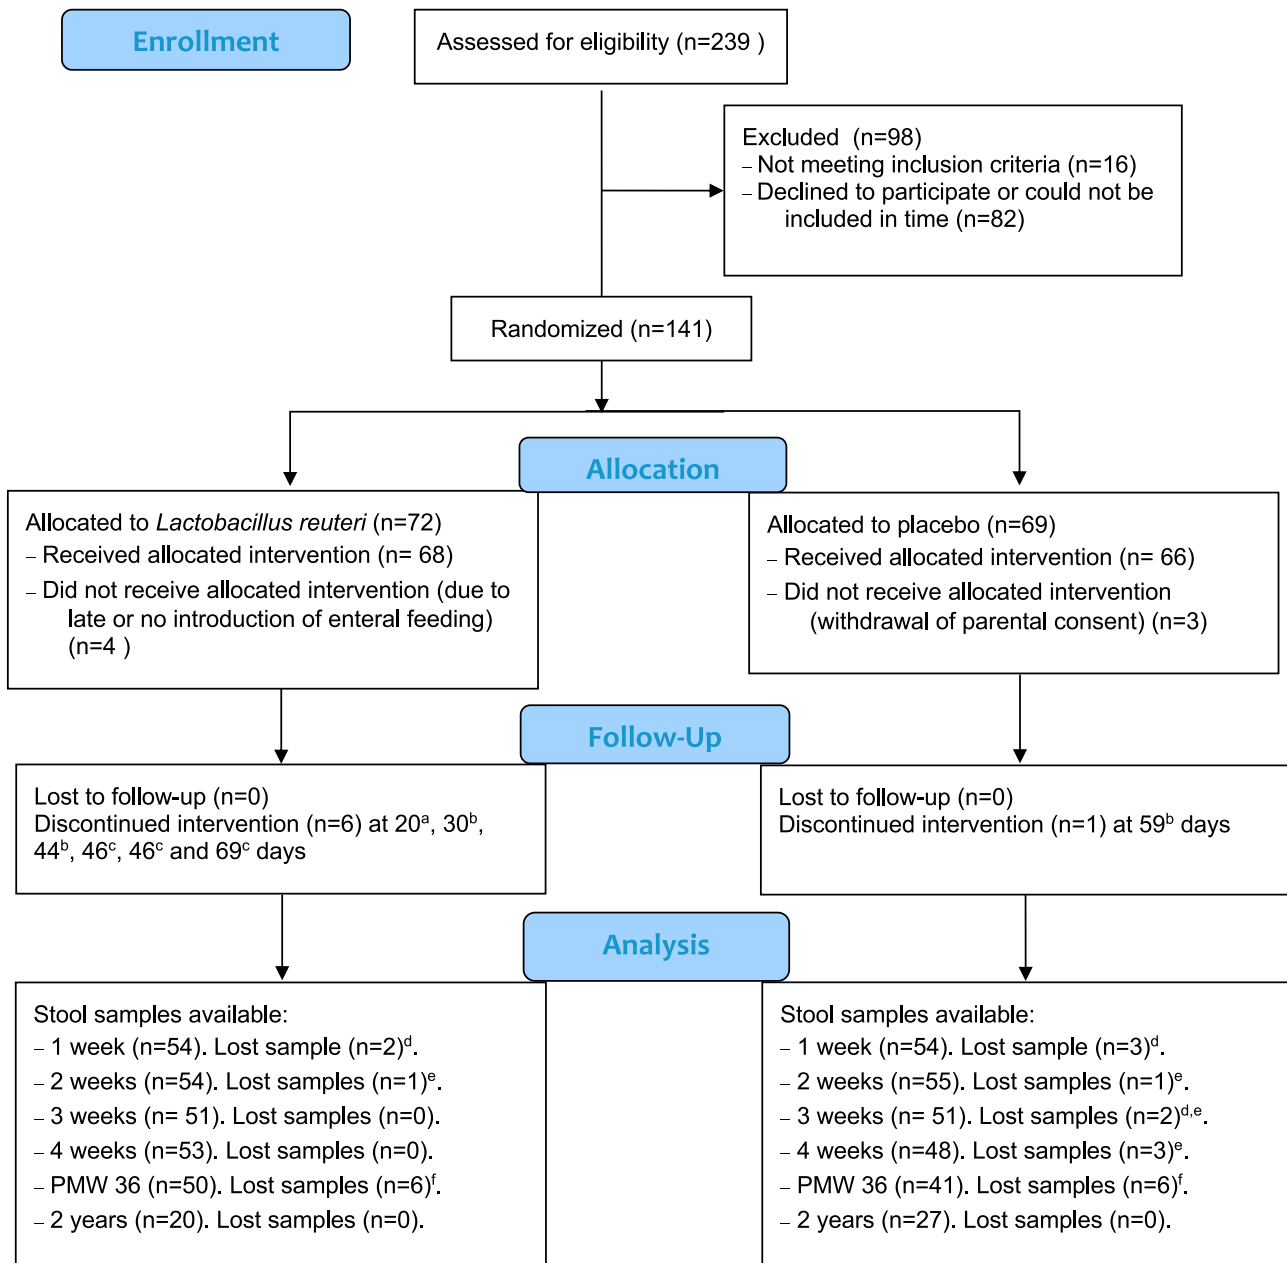 Enrollment
Assessed for eligibility (n=239 )
Excluded (n=98)
– Not meeting inclusion criteria (n=16)
– Declined to participate or could not be
included in time (n=82)
Randomized (n=141)
Allocation
Allocated to Lactobacillus reuteri (n=72)
– Received allocated intervention (n= 68)
– Did not receive allocated intervention (due to
late or no introduction of enteral feeding)
(n=4 )
Allocated to placebo (n=69)
– Received allocated intervention (n= 66)
– Did not receive allocated intervention
(withdrawal of parental consent) (n=3)
Follow-Up
Lost to follow-up (n=0)
Discontinued intervention (n=6) at 20ᵃ, 30ᵇ,
44ᵇ, 46ᶜ, 46ᶜ and 69ᶜ days
Lost to follow-up (n=0)
Discontinued intervention (n=1) at 59ᵇ days
Analysis
Stool samples available:
– 1 week (n=54). Lost sample (n=2)ᵈ.
– 2 weeks (n=54). Lost samples (n=1)ᵉ.
– 3 weeks (n= 51). Lost samples (n=0).
– 4 weeks (n=53). Lost samples (n=0).
– PMW 36 (n=50). Lost samples (n=6)ᶠ.
– 2 years (n=20). Lost samples (n=0).
Stool samples available:
– 1 week (n=54). Lost sample (n=3)ᵈ.
– 2 weeks (n=55). Lost samples (n=1)ᵉ.
– 3 weeks (n= 51). Lost samples (n=2)ᵈ,ᵉ.
– 4 weeks (n=48). Lost samples (n=3)ᵉ.
– PMW 36 (n=41). Lost samples (n=6)ᶠ.
– 2 years (n=27). Lost samples (n=0).